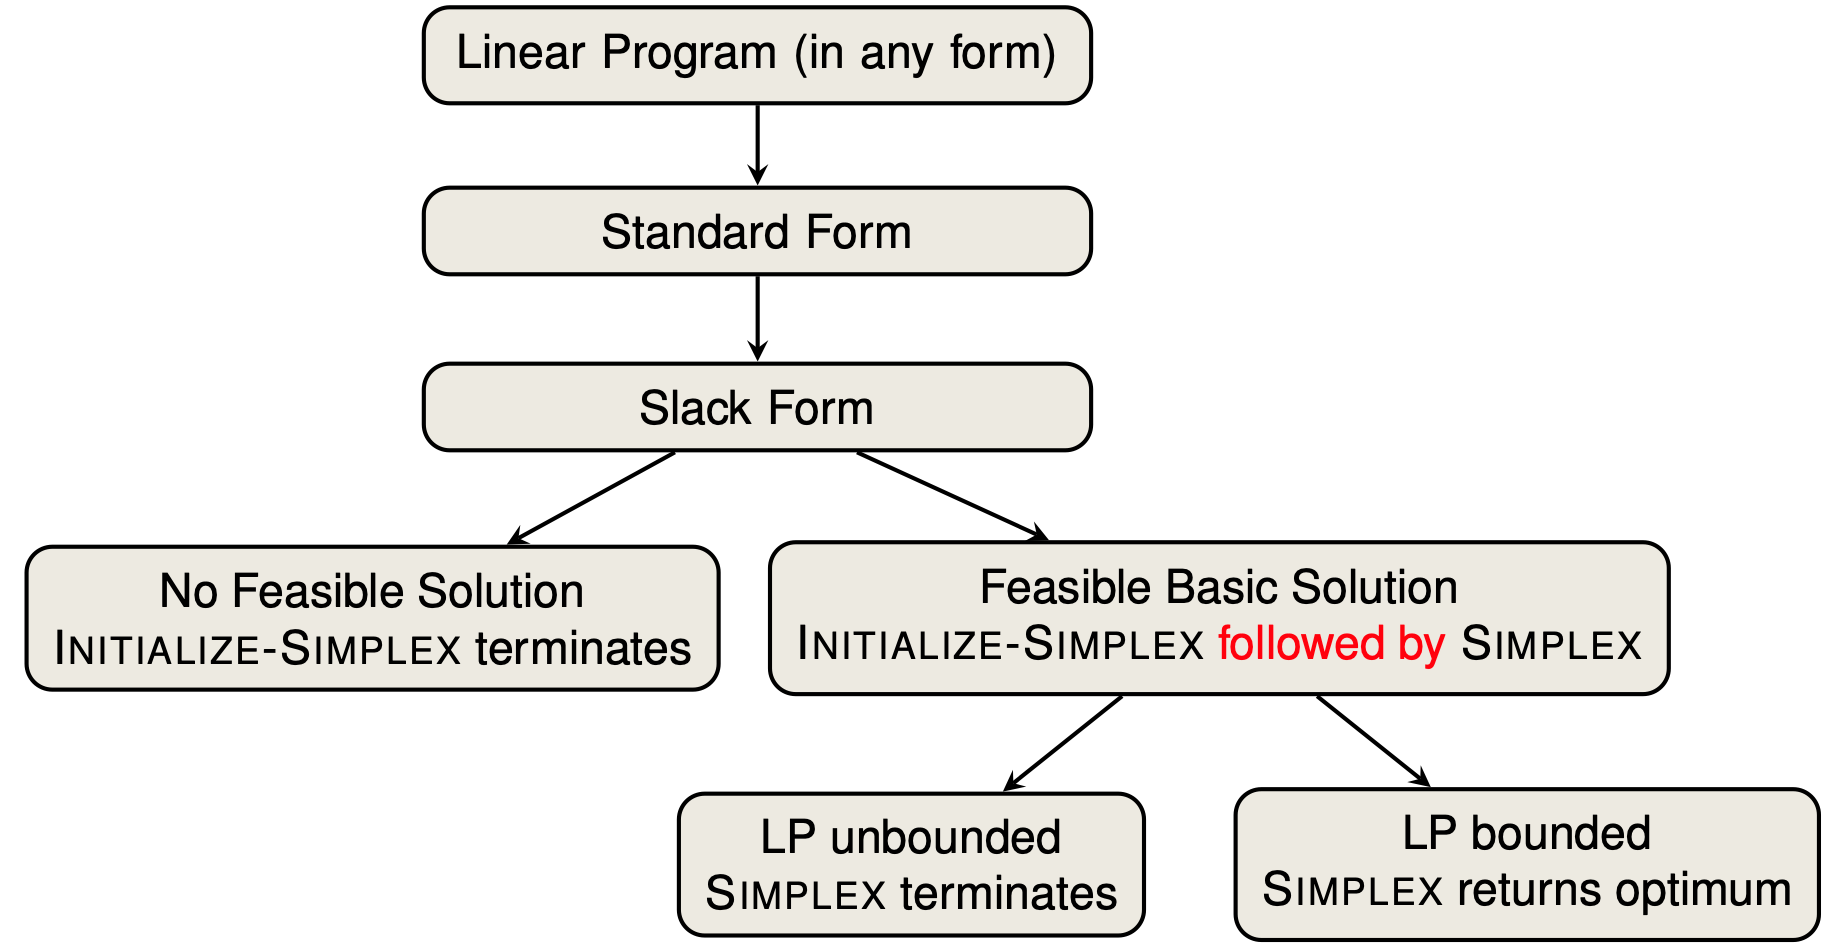 Linear Program (in any form)
Standard Form
Slack Form
No Feasible Solution
INITIALIZE-SIMPLEX terminates
Feasible Basic Solution
INITIALIZE-SIMPLEX followed by SIMPLEX
LP unbounded
SIMPLEX terminates
LP bounded
SIMPLEX returns optimum